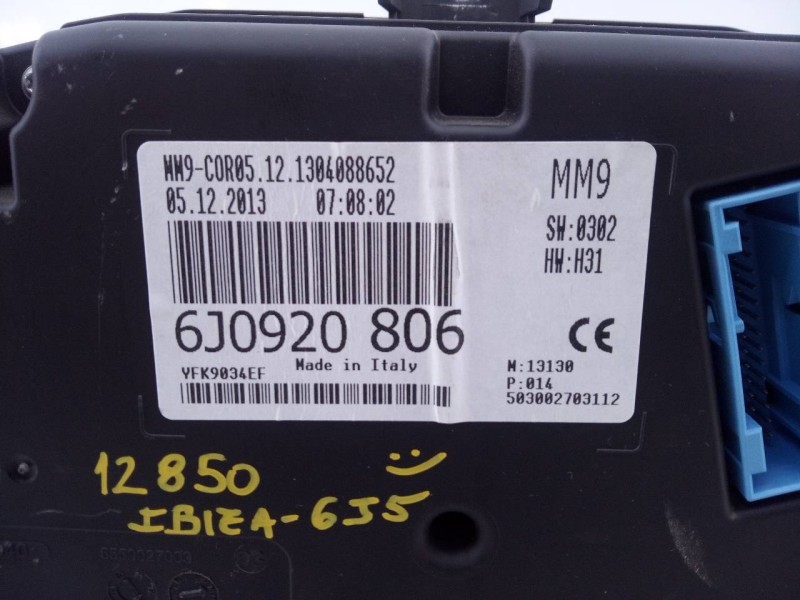 MM9-COR05.12.1304088652
05.12.2013 07:08:02
MM9
SW:0302
HW:H31
6J0920 806
CE
Made in Italy
YFK9034EF
M:13130
P:014
503002703112
12850
IBIZA-6J5